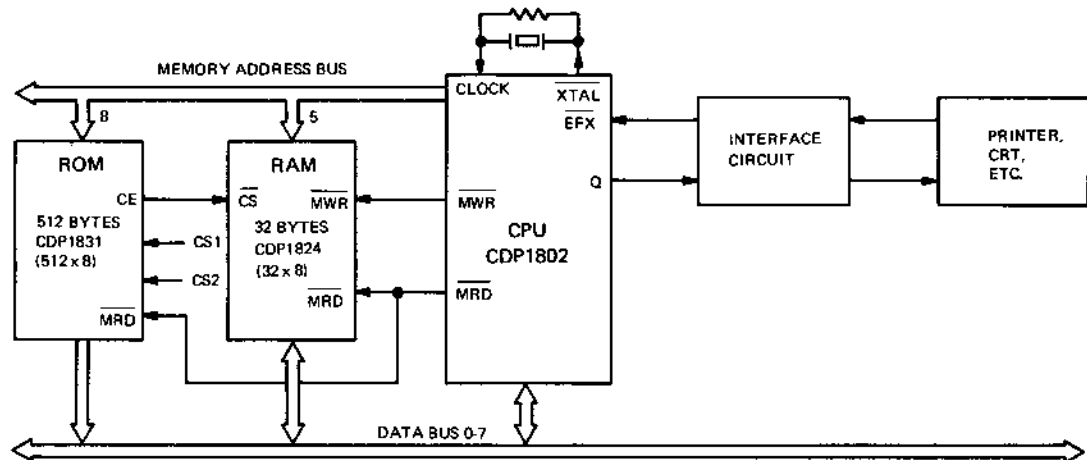 MEMORY ADDRESS BUS
8
5
ROM
CE
512 BYTES
CDP1831
(512 x 8)
CS1
CS2
MRD
RAM
CS
MWR
32 BYTES
CDP1824
(32 x 8)
MRD
CLOCK
XTAL
EFX
Q
MWR
CPU
CDP1802
MRD
INTERFACE
CIRCUIT
PRINTER,
CRT,
ETC.
DATA BUS 0-7